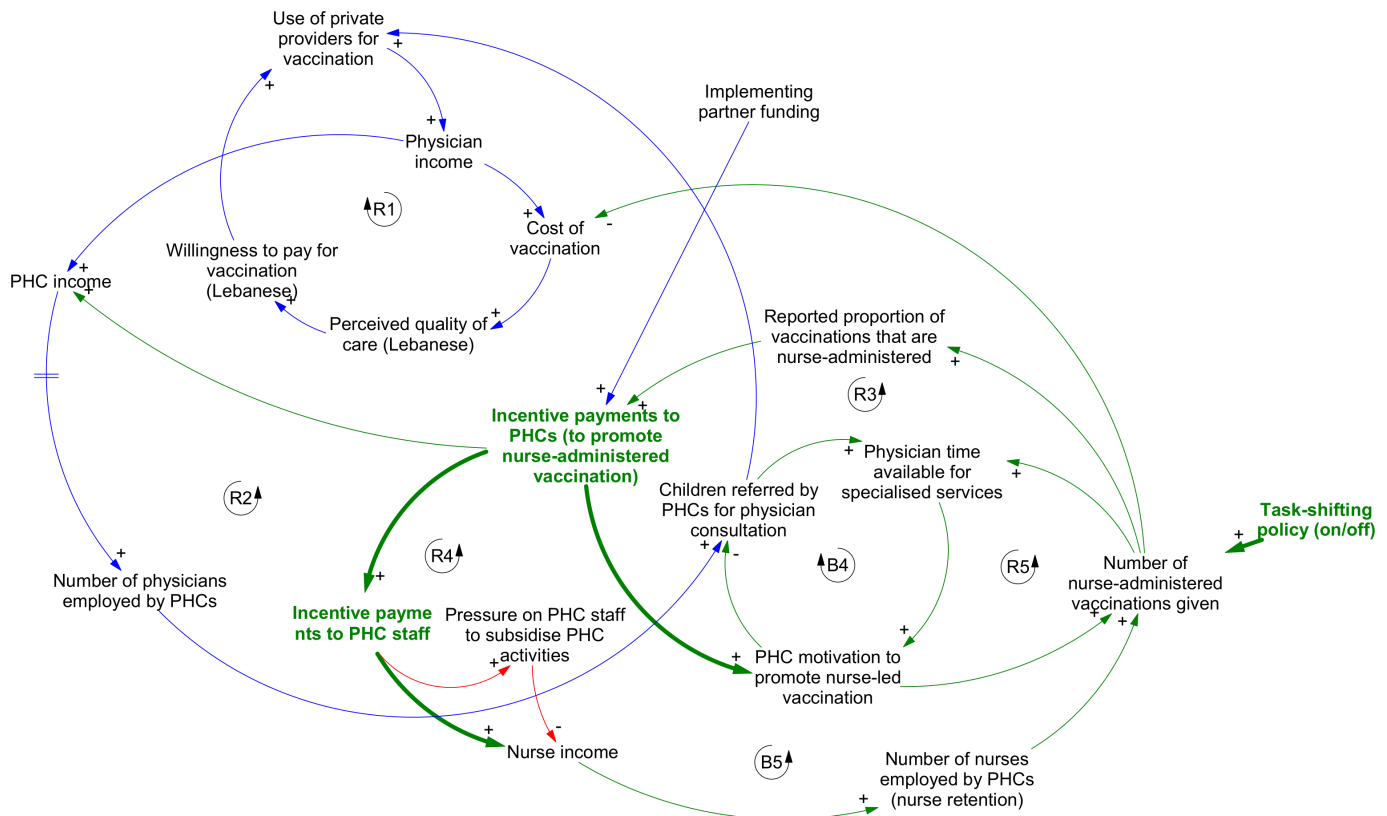 Use of private
providers for
vaccination
+
+
+
Implementing
partner funding
+
Physician
income
R1
+
Cost of
vaccination
-
Willingness to pay for
vaccination
(Lebanese)
+
PHC income
+
+
+
Perceived quality of
care (Lebanese)
Reported proportion of
vaccinations that are
nurse-administered
+
R3
+
+
Incentive payments to
PHCs (to promote
nurse-administered
vaccination)
+
Physician time
available for
specialised services
+
R2
Children referred by
PHCs for physician
consultation
+
-
Task-shifting
policy (on/off)
+
R4
B4
R5
Number of
nurse-administered
vaccinations given
+
+
+
Number of physicians
employed by PHCs
+
Incentive payme
nts to PHC staff
Pressure on PHC staff
to subsidise PHC
activities
+
+
+
PHC motivation to
promote nurse-led
vaccination
+
-
Nurse income
B5
Number of nurses
employed by PHCs
(nurse retention)
+